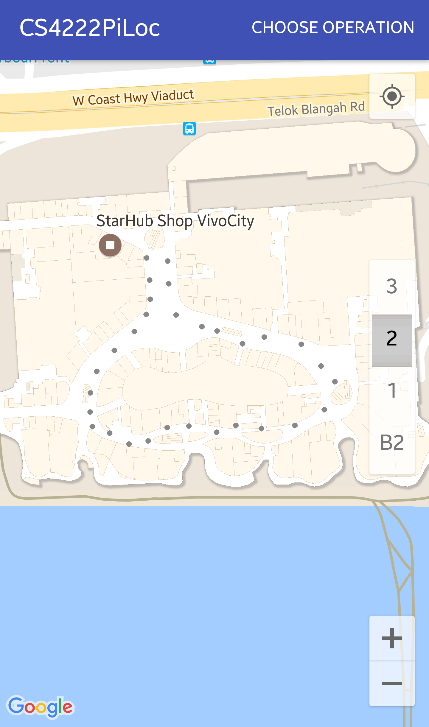 CS4222PiLoc
CHOOSE OPERATION
W Coast Hwy Viaduct
Telok Blangah Rd
StarHub Shop VivoCity
3
2
1
B2
+
−
Google